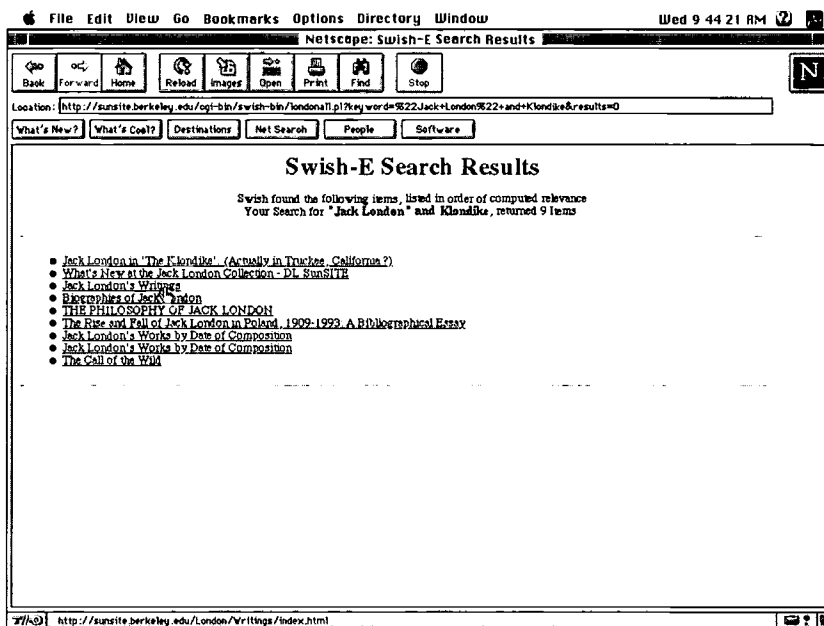 File Edit View Go Bookmarks Options Directory Window Wed 9 44 21 AM
Netscape: Swish-E Search Results
Back Forward Home Reload Images Open Print Find Stop
N
Location: http://sunsite.berkeley.edu/cgi-bin/swish-bin/londonall.pl?keyword=%22Jack+London%22+and+Klondike&results=0
What's New? What's Cool? Destinations Net Search People Software
Swish-E Search Results
Swish found the following items, listed in order of computed relevance
Your Search for "Jack London" and Klondike, returned 9 Items
Jack London in 'The Klondike'. (Actually in Truckee, California?)
What's New at the Jack London Collection - DL SunSITE
Jack London's Writings
Biographies of Jack London
THE PHILOSOPHY OF JACK LONDON
The Rise and Fall of Jack London in Poland, 1909-1993: A Bibliographical Essay
Jack London's Works by Date of Composition
Jack London's Works by Date of Composition
The Call of the Wild
http://sunsite.berkeley.edu/London/Writings/index.html